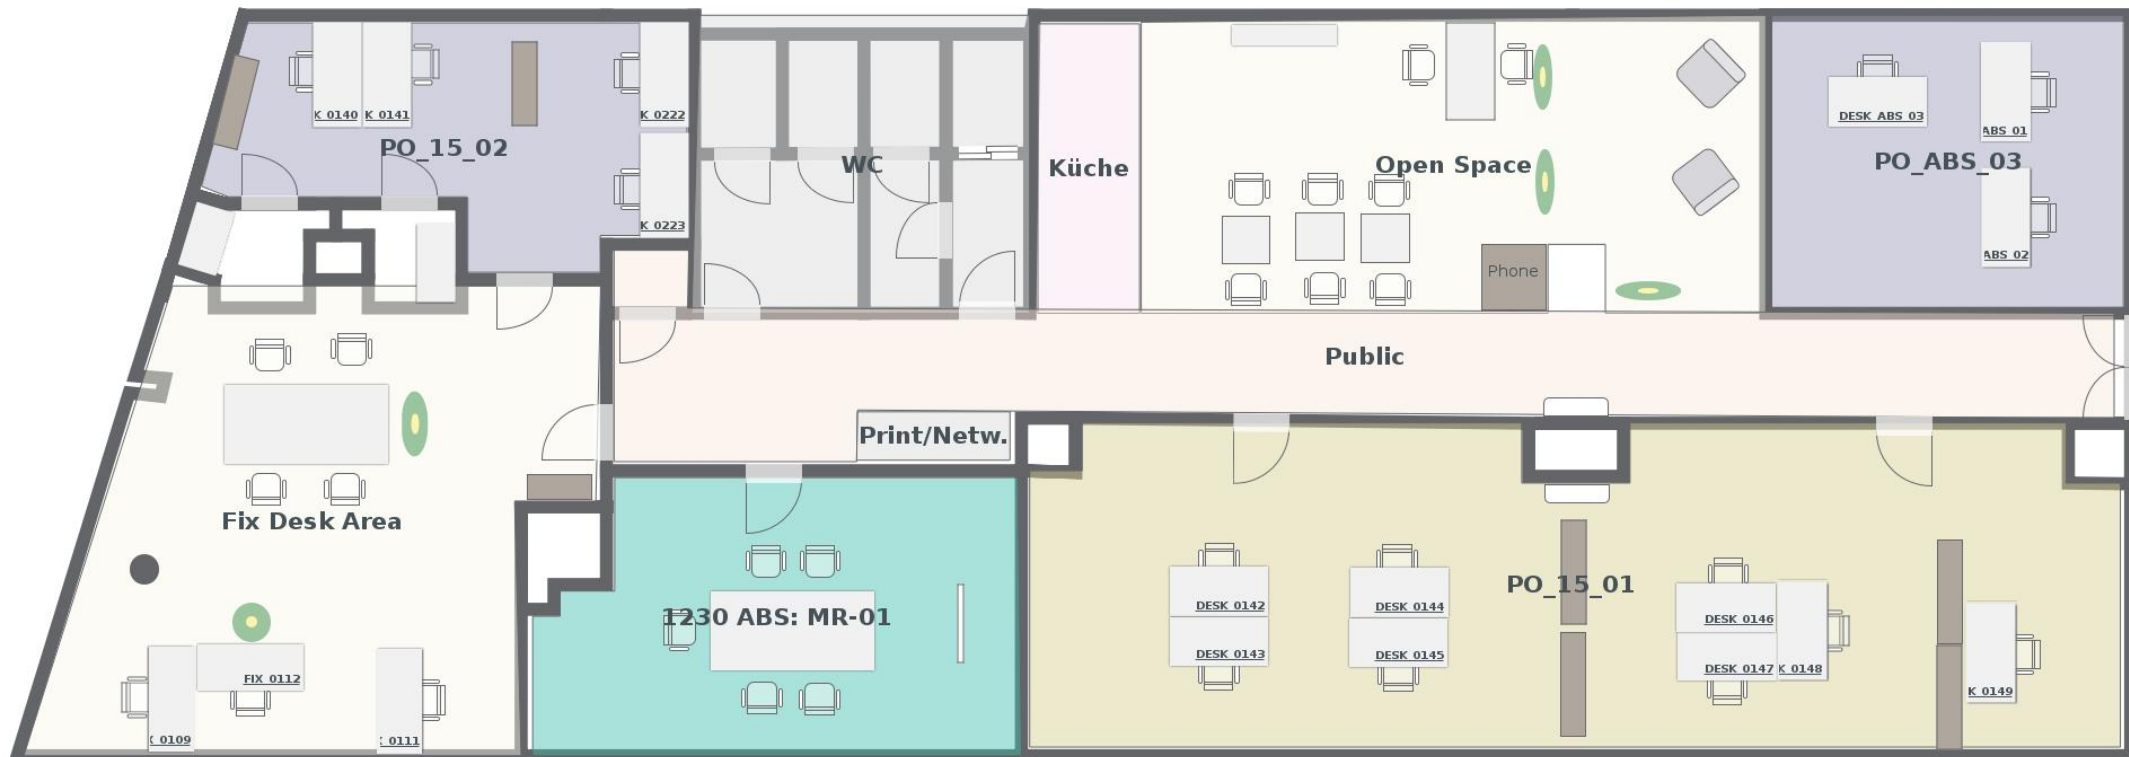 K 0140
K 0141
K 0222
DESK ABS 03
ABS 01
PO_15_02
WC
Küche
Open Space
PO_ABS_03
K 0223
ABS 02
Phone
Public
Print/Netw.
Fix Desk Area
PO_15_01
DESK 0142
DESK 0144
DESK 0146
1230 ABS: MR-01
DESK 0143
DESK 0145
DESK 0147
K 0148
K 0149
FIX 0112
K 0109
0111